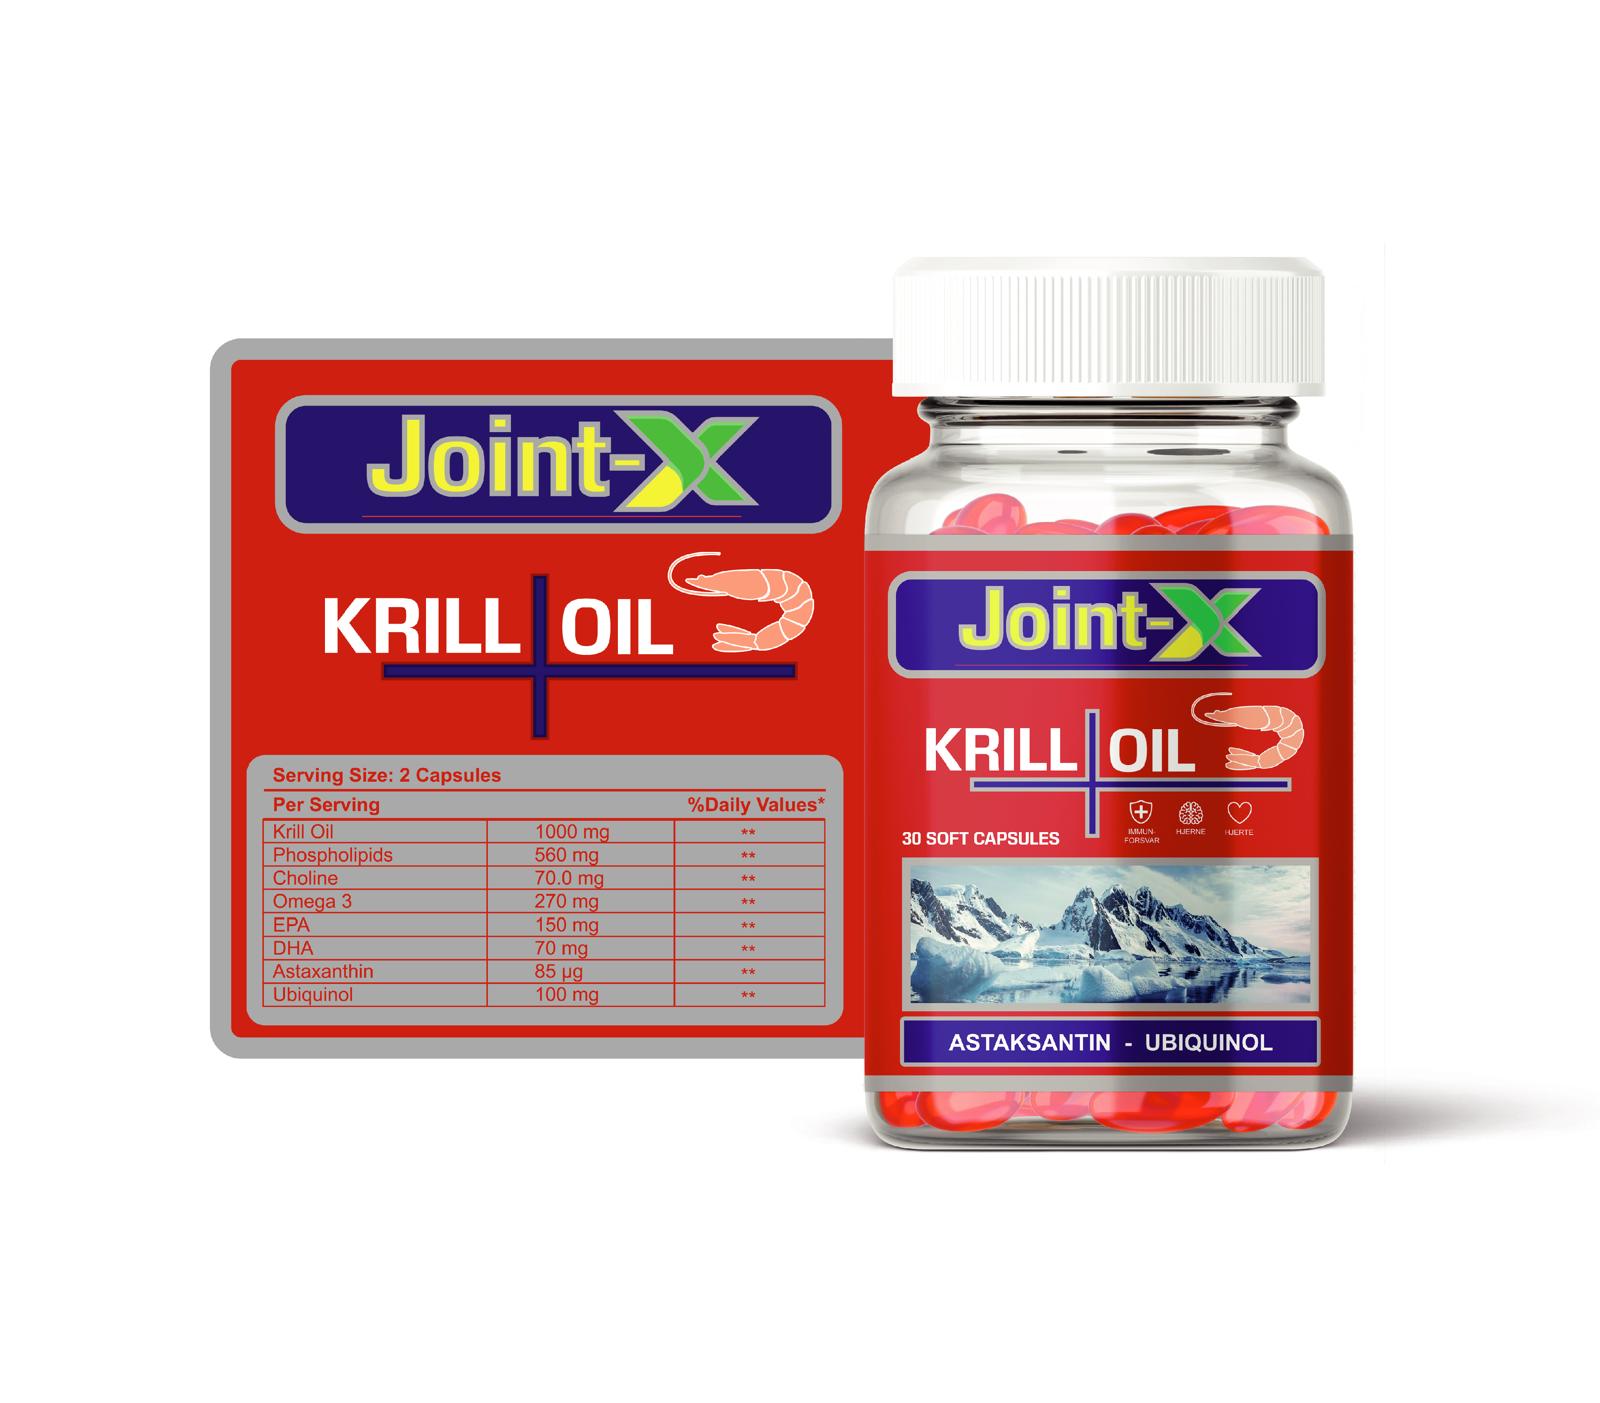 Joint-X
KRILL OIL
Serving Size: 2 Capsules
Per Serving %Daily Values*
Krill Oil 1000 mg **
Phospholipids 560 mg **
Choline 70.0 mg **
Omega 3 270 mg **
EPA 150 mg **
DHA 70 mg **
Astaxanthin 85 µg **
Ubiquinol 100 mg **
Joint-X
KRILL OIL
30 SOFT CAPSULES
IMMUN-
FORSVAR
HJERNE
HJERTE
ASTAKSANTIN - UBIQUINOL